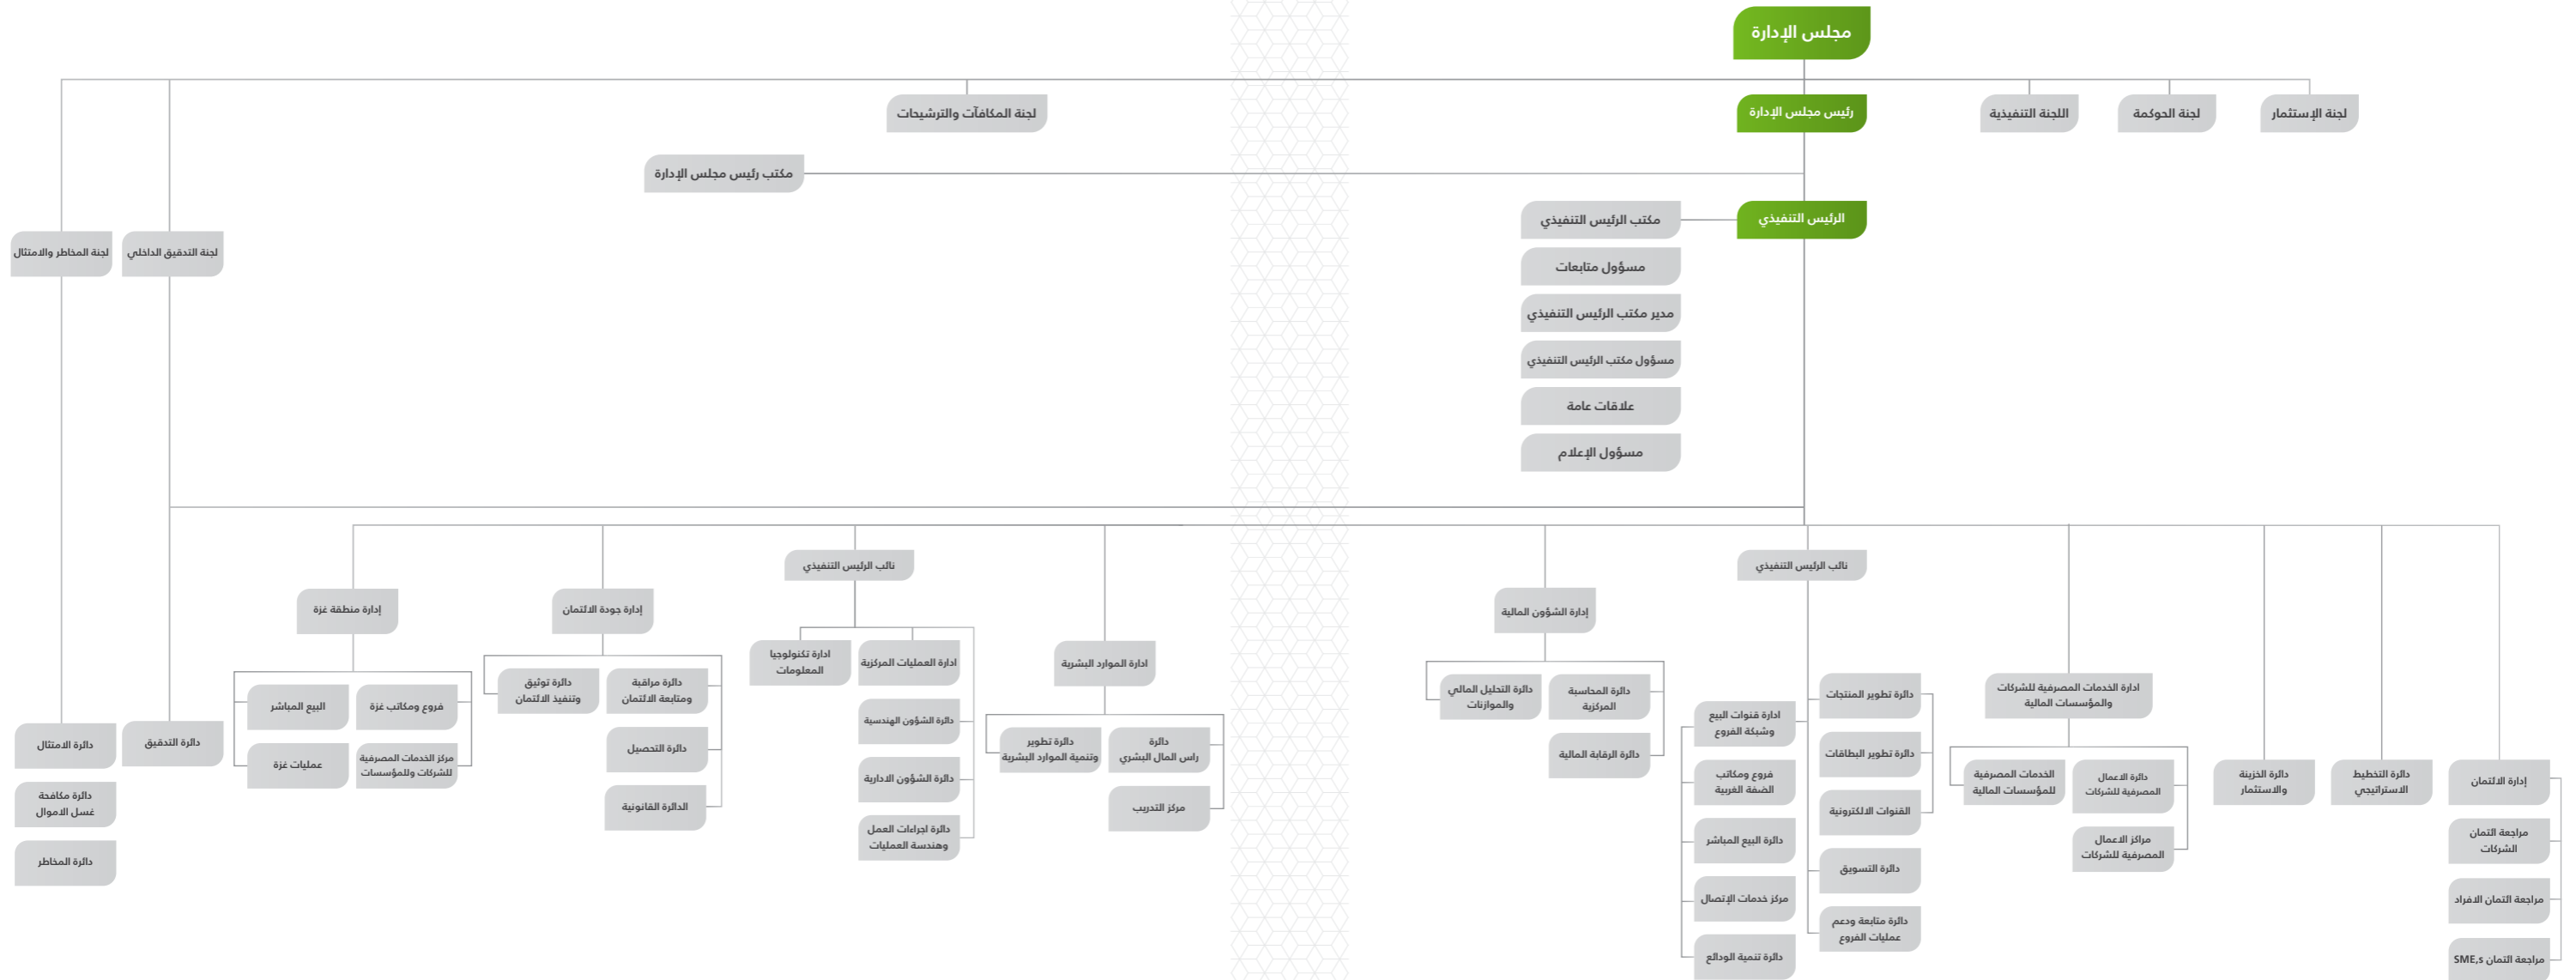 مجلس الإدارة
لجنة الإستثمار
لجنة الحوكمة
اللجنة التنفيذية
رئيس مجلس الإدارة
لجنة المكافآت والترشيحات
مكتب رئيس مجلس الإدارة
الرئيس التنفيذي
مكتب الرئيس التنفيذي
مسؤول متابعات
مدير مكتب الرئيس التنفيذي
مسؤول مكتب الرئيس التنفيذي
علاقات عامة
مسؤول الإعلام
لجنة التدقيق الداخلي
لجنة المخاطر والامتثال
إدارة الائتمان
مراجعة ائتمان
الشركات
مراجعة ائتمان الافراد
مراجعة ائتمان SME,s
دائرة التخطيط
الاستراتيجي
دائرة الخزينة
والاستثمار
ادارة الخدمات المصرفية للشركات
والمؤسسات المالية
دائرة الاعمال
المصرفية للشركات
مراكز الاعمال
المصرفية للشركات
الخدمات المصرفية
للمؤسسات المالية
نائب الرئيس التنفيذي
دائرة تطوير المنتجات
دائرة تطوير البطاقات
القنوات الالكترونية
دائرة التسويق
دائرة متابعة ودعم
عمليات الفروع
ادارة قنوات البيع
وشبكة الفروع
فروع ومكاتب
الضفة الغربية
دائرة البيع المباشر
مركز خدمات الإتصال
دائرة تنمية الودائع
إدارة الشؤون المالية
دائرة المحاسبة
المركزية
دائرة الرقابة المالية
دائرة التحليل المالي
والموازنات
ادارة الموارد البشرية
دائرة
راس المال البشري
مركز التدريب
دائرة تطوير
وتنمية الموارد البشرية
نائب الرئيس التنفيذي
ادارة العمليات المركزية
دائرة الشؤون الهندسية
دائرة الشؤون الادارية
دائرة اجراءات العمل
وهندسة العمليات
ادارة تكنولوجيا
المعلومات
إدارة جودة الائتمان
دائرة مراقبة
ومتابعة الائتمان
دائرة التحصيل
الدائرة القانونية
دائرة توثيق
وتنفيذ الائتمان
إدارة منطقة غزة
فروع ومكاتب غزة
مركز الخدمات المصرفية
للشركات وللمؤسسات
البيع المباشر
عمليات غزة
دائرة التدقيق
دائرة الامتثال
دائرة مكافحة
غسل الاموال
دائرة المخاطر